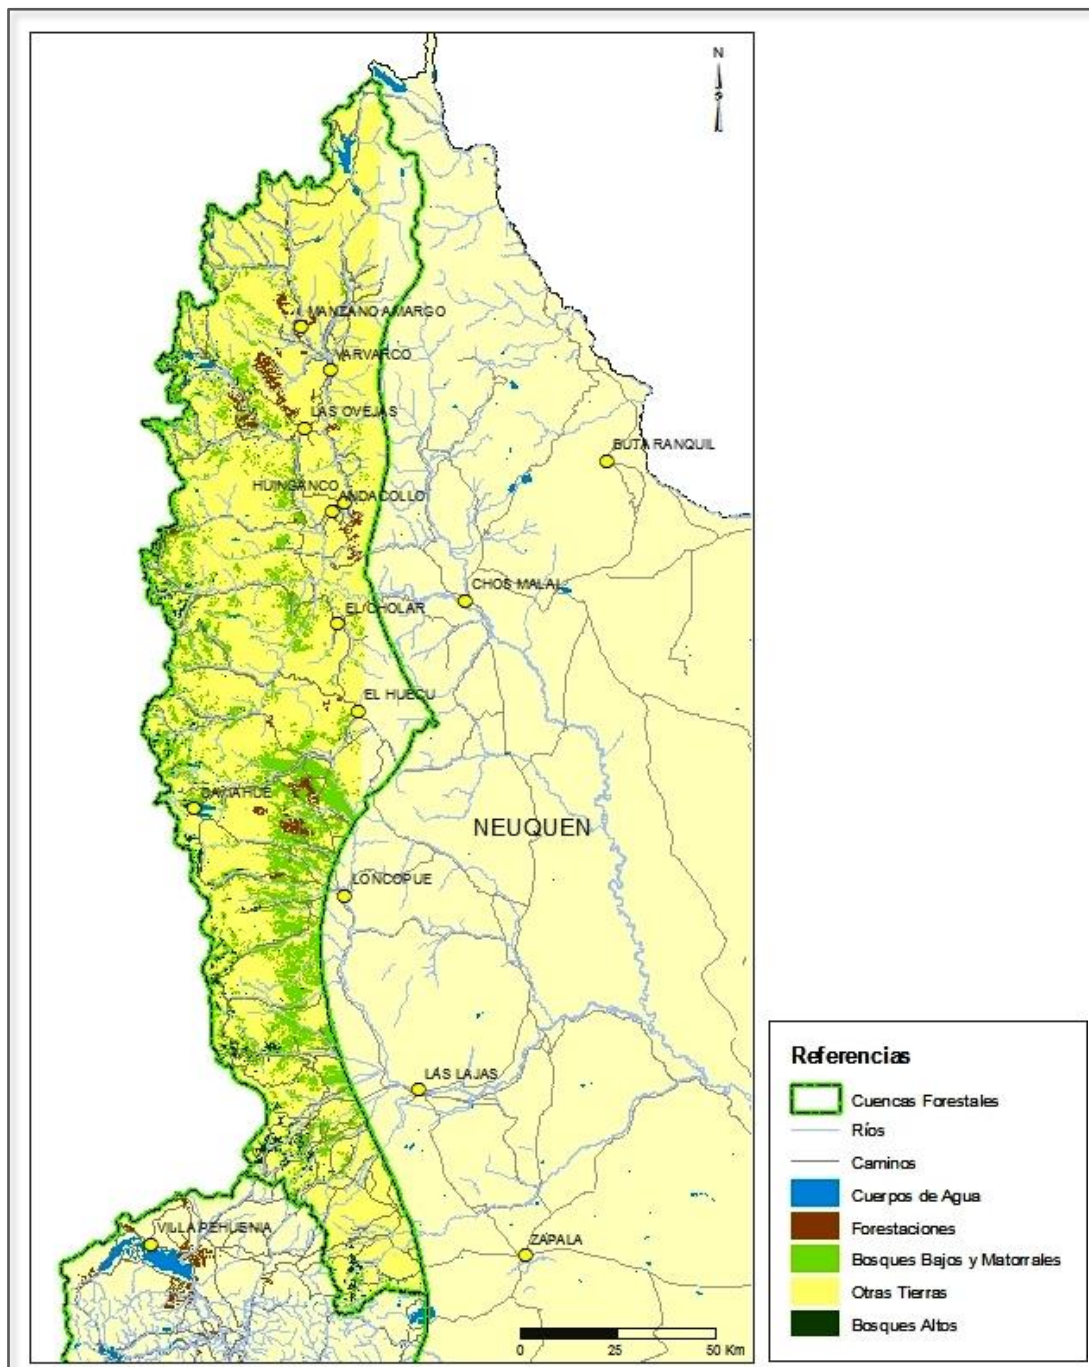 N
MANZANO AMARGO
VARVARCO
LAS OVEJAS
BUTA RANQUIL
HUINGANCO
ANDACOLLO
CHOS MALAL
EL CHOLAR
EL HUECU
CAVIAHUE
NEUQUEN
LONCOPUE
LAS LAJAS
VILLA PEHUENIA
ZAPALA
0 25 50 Km
Referencias
Cuencas Forestales
Ríos
Caminos
Cuerpos de Agua
Forestaciones
Bosques Bajos y Matorrales
Otras Tierras
Bosques Altos